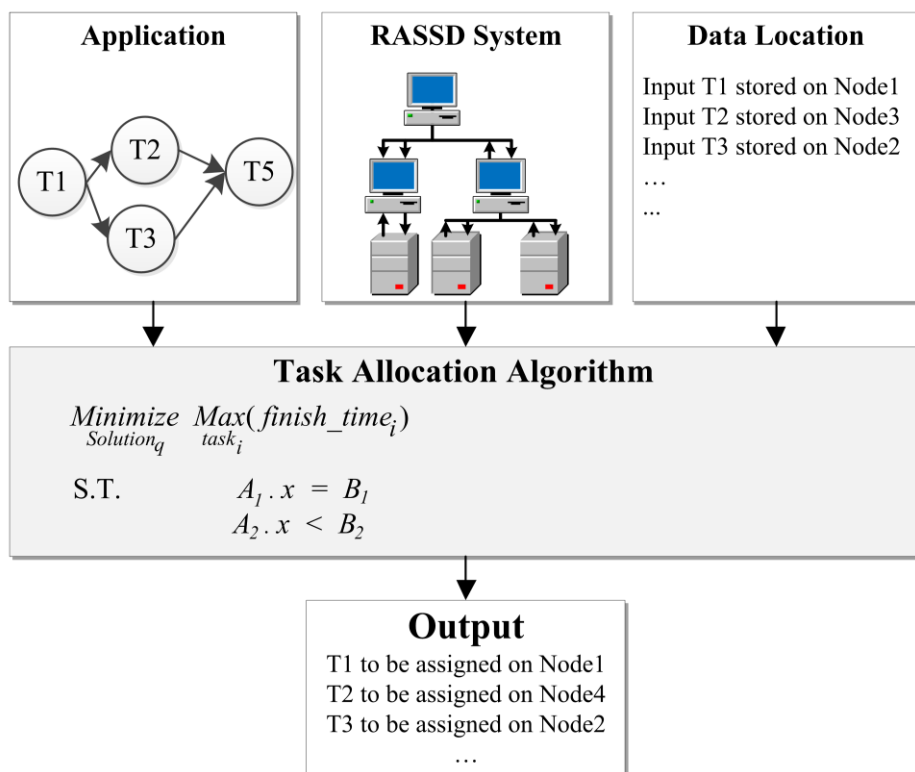 Application
T1
T2
T3
T5
RASSD System
Data Location
Input T1 stored on Node1
Input T2 stored on Node3
Input T3 stored on Node2
…
...
Task Allocation Algorithm
Minimize Max(finish_time_i)
Solution_q task_i
S.T. A_1 . x = B_1
A_2 . x < B_2
Output
T1 to be assigned on Node1
T2 to be assigned on Node4
T3 to be assigned on Node2
…